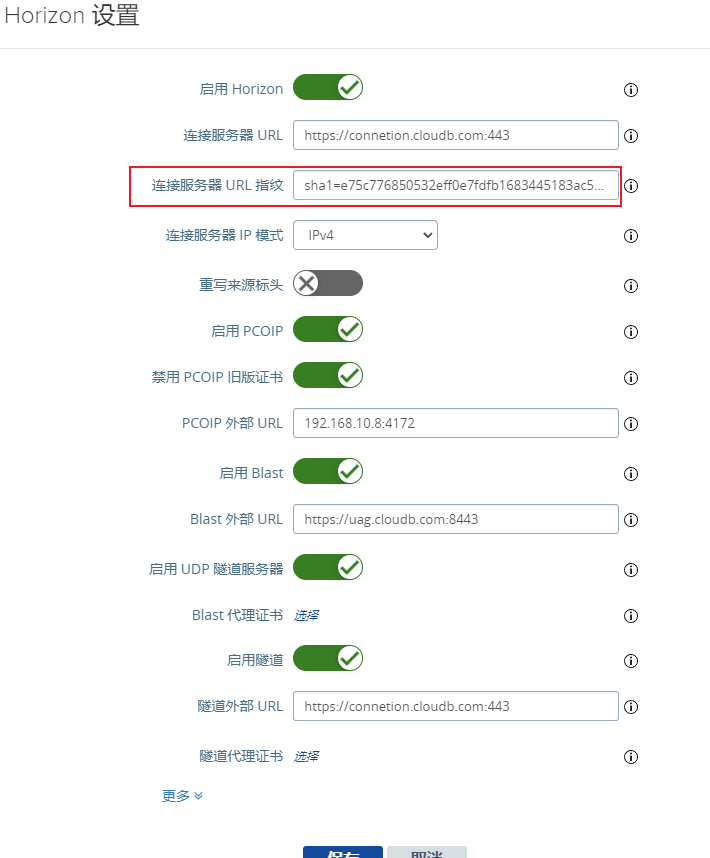 Horizon 设置
启用 Horizon
连接服务器 URL https://connetion.cloudb.com:443
连接服务器 URL 指纹 sha1=e75c776850532eff0e7fdfb1683445183ac5...
连接服务器 IP 模式 IPv4
重写来源标头
启用 PCOIP
禁用 PCOIP 旧版证书
PCOIP 外部 URL 192.168.10.8:4172
启用 Blast
Blast 外部 URL https://uag.cloudb.com:8443
启用 UDP 隧道服务器
Blast 代理证书 选择
启用隧道
隧道外部 URL https://connetion.cloudb.com:443
隧道代理证书 选择
更多
保存 取消